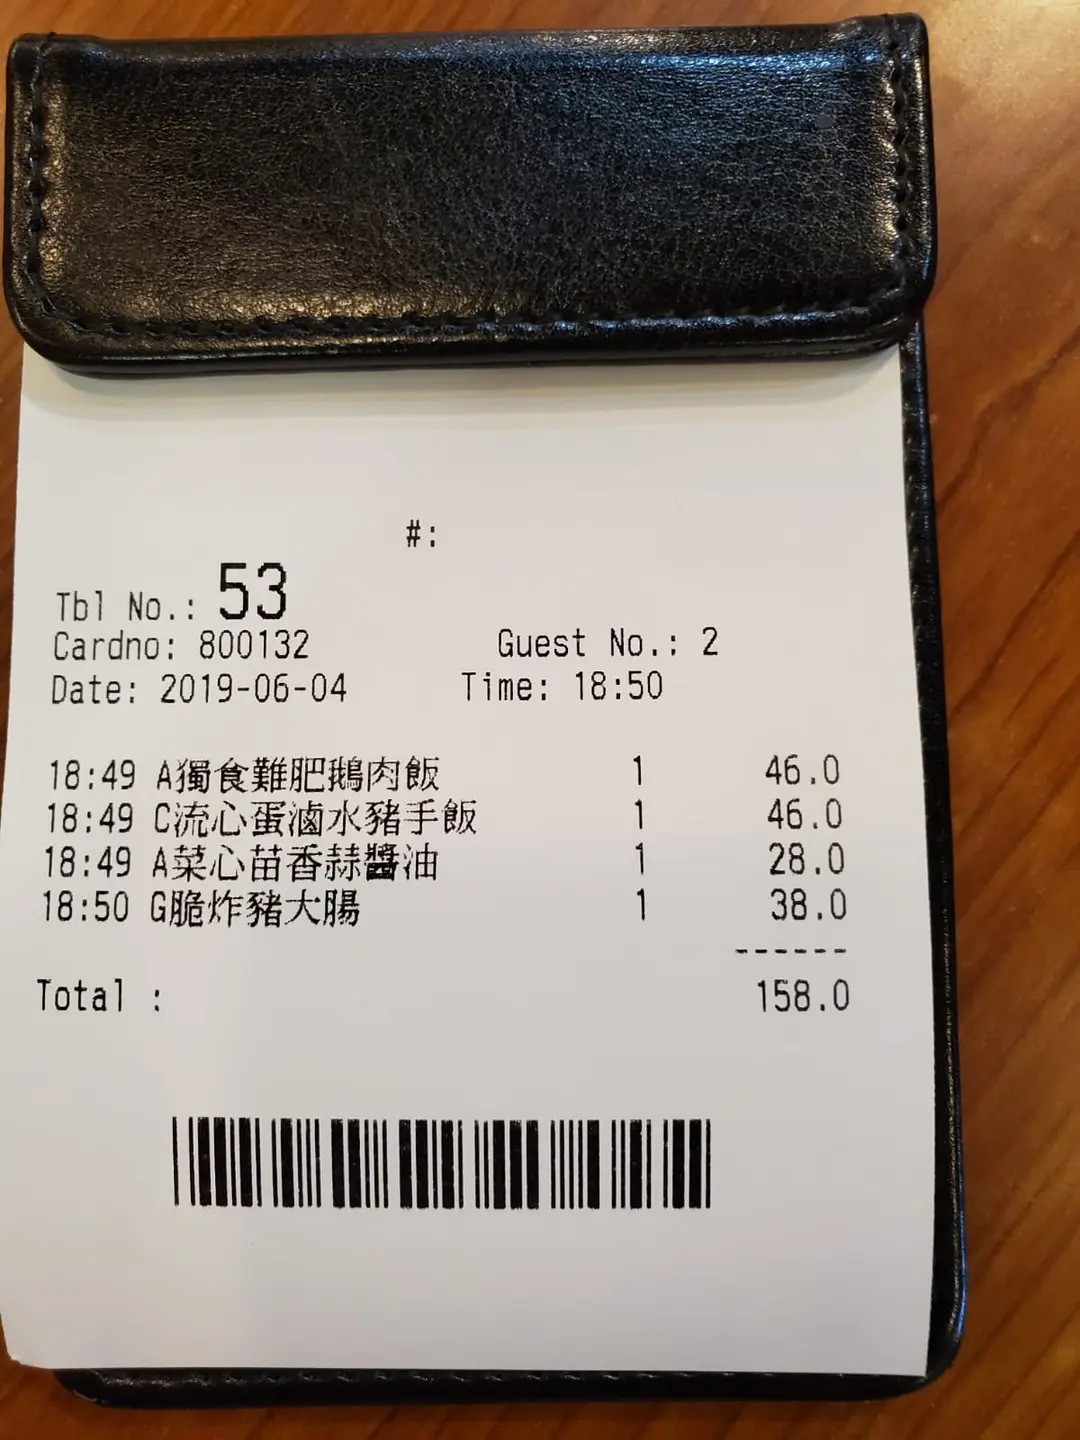 #:
Tbl No.: 53
Cardno: 800132 Guest No.: 2
Date: 2019-06-04 Time: 18:50
18:49 A獨食難肥鵝肉飯 1 46.0
18:49 C流心蛋滷水豬手飯 1 46.0
18:49 A菜心苗香蒜醬油 1 28.0
18:50 G脆炸豬大腸 1 38.0
------
Total : 158.0